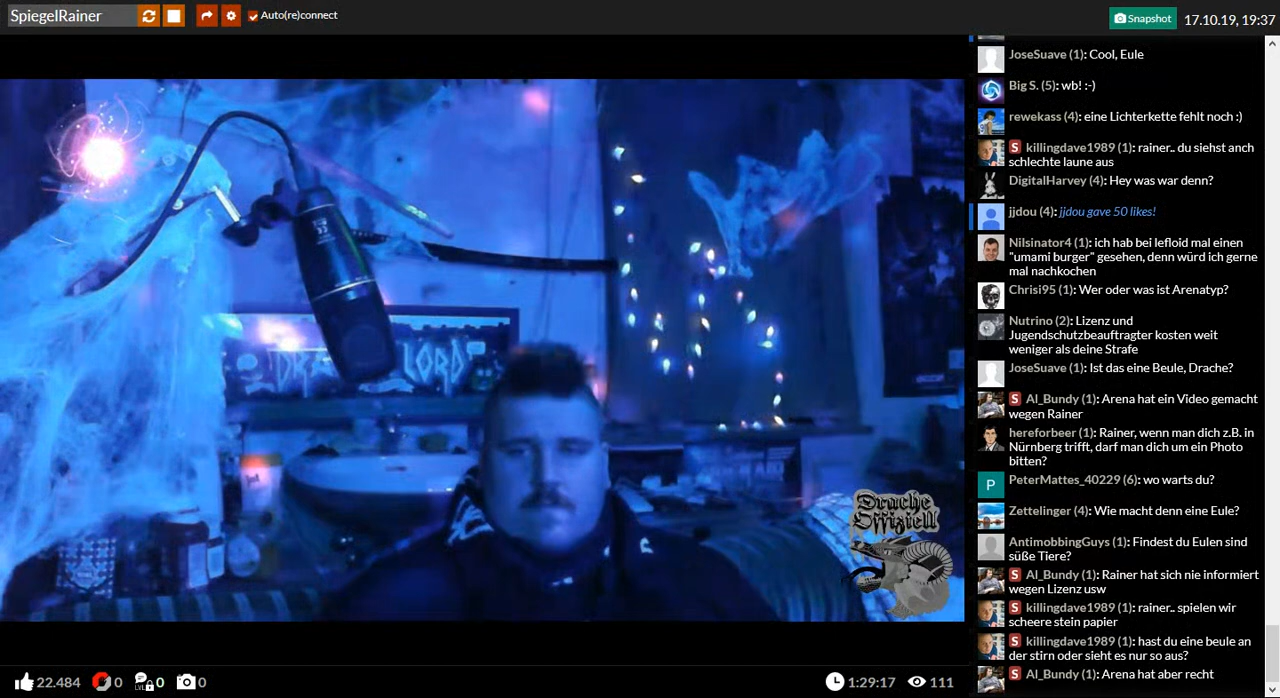 SpiegelRainer
Auto(re)connect
Snapshot
17.10.19, 19:37
LORD
Drache
Offiziell
JoseSuave (1): Cool, Eule
Big S. (5): wb! :-)
rewekass (4): eine Lichterkette fehlt noch :)
S killingdave1989 (1): rainer.. du siehst anch
schlechte laune aus
DigitalHarvey (4): Hey was war denn?
jjdou (4): jjdou gave 50 likes!
Nilsinator4 (1): ich hab bei lefloid mal einen
"umami burger" gesehen, denn würd ich gerne
mal nachkochen
Chrisi95 (1): Wer oder was ist Arenatyp?
Nutrino (2): Lizenz und
Jugendschutzbeauftragter kosten weit
weniger als deine Strafe
JoseSuave (1): Ist das eine Beule, Drache?
S Al_Bundy (1): Arena hat ein Video gemacht
wegen Rainer
hereforbeer (1): Rainer, wenn man dich z.B. in
Nürnberg trifft, darf man dich um ein Photo
bitten?
P PeterMattes_40229 (6): wo warts du?
Zettelinger (4): Wie macht denn eine Eule?
AntimobbingGuys (1): Findest du Eulen sind
süße Tiere?
S Al_Bundy (1): Rainer hat sich nie informiert
wegen Lizenz usw
S killingdave1989 (1): rainer.. spielen wir
scheere stein papier
S killingdave1989 (1): hast du eine beule an
der stirn oder sieht es nur so aus?
S Al_Bundy (1): Arena hat aber recht
22.484
0
LVL
0
0
1:29:17
111